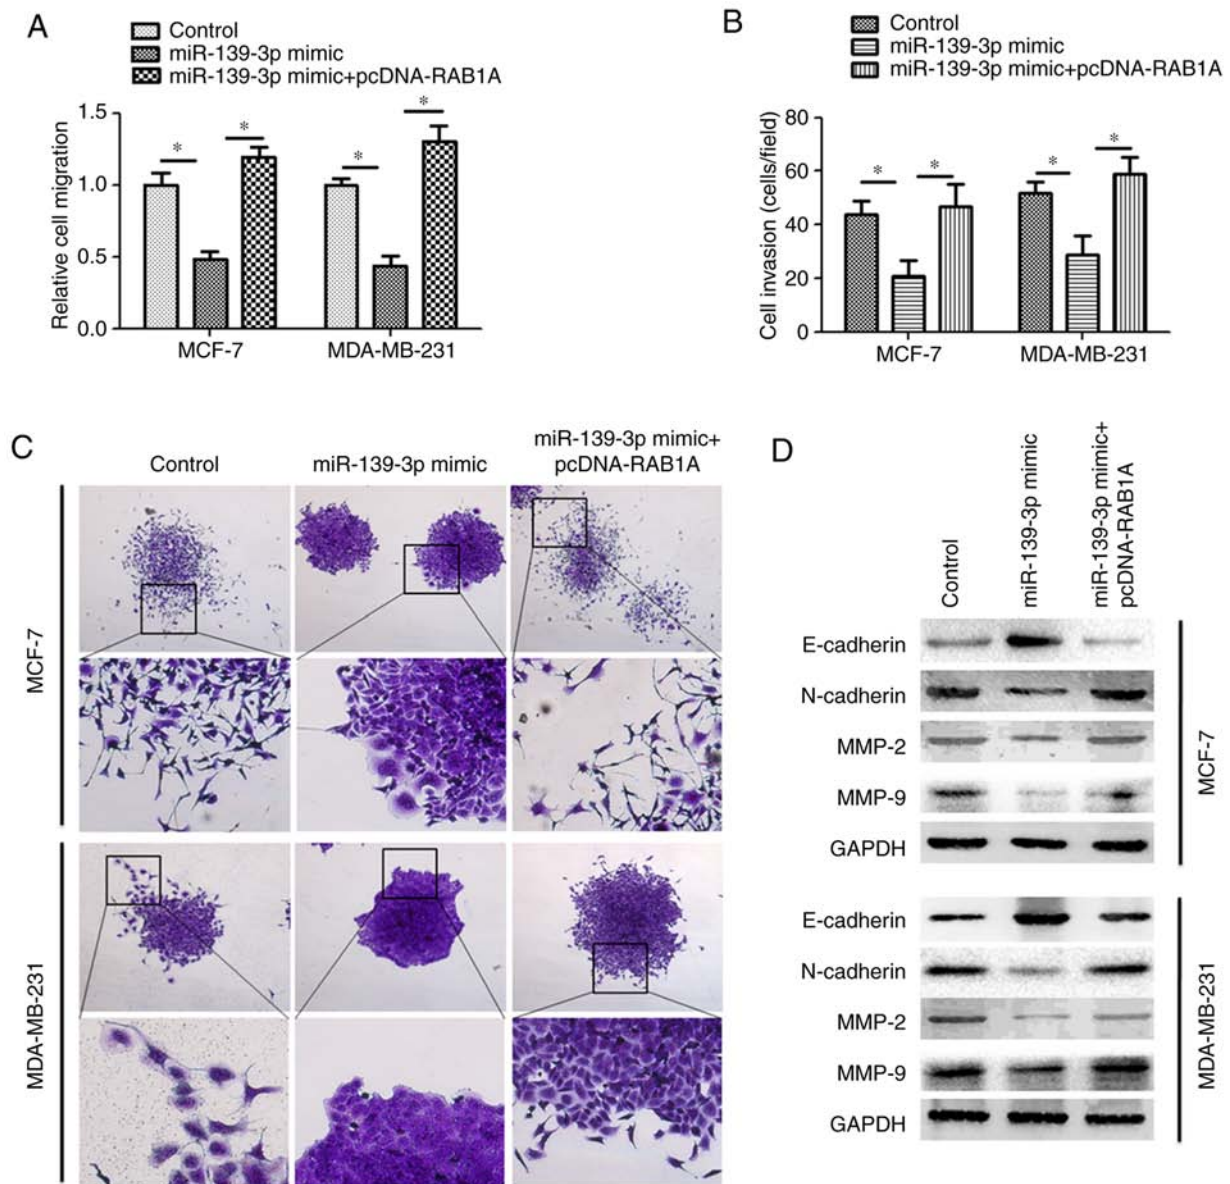 A
Control
miR-139-3p mimic
miR-139-3p mimic+pcDNA-RAB1A
Relative cell migration
1.5
1.0
0.5
0.0
*
*
*
*
MCF-7
MDA-MB-231
B
Control
miR-139-3p mimic
miR-139-3p mimic+pcDNA-RAB1A
Cell invasion (cells/field)
80
60
40
20
0
*
*
*
*
MCF-7
MDA-MB-231
C
Control
miR-139-3p mimic
miR-139-3p mimic+
pcDNA-RAB1A
MCF-7
MDA-MB-231
D
Control
miR-139-3p mimic
miR-139-3p mimic+
pcDNA-RAB1A
E-cadherin
N-cadherin
MMP-2
MMP-9
GAPDH
MCF-7
E-cadherin
N-cadherin
MMP-2
MMP-9
GAPDH
MDA-MB-231